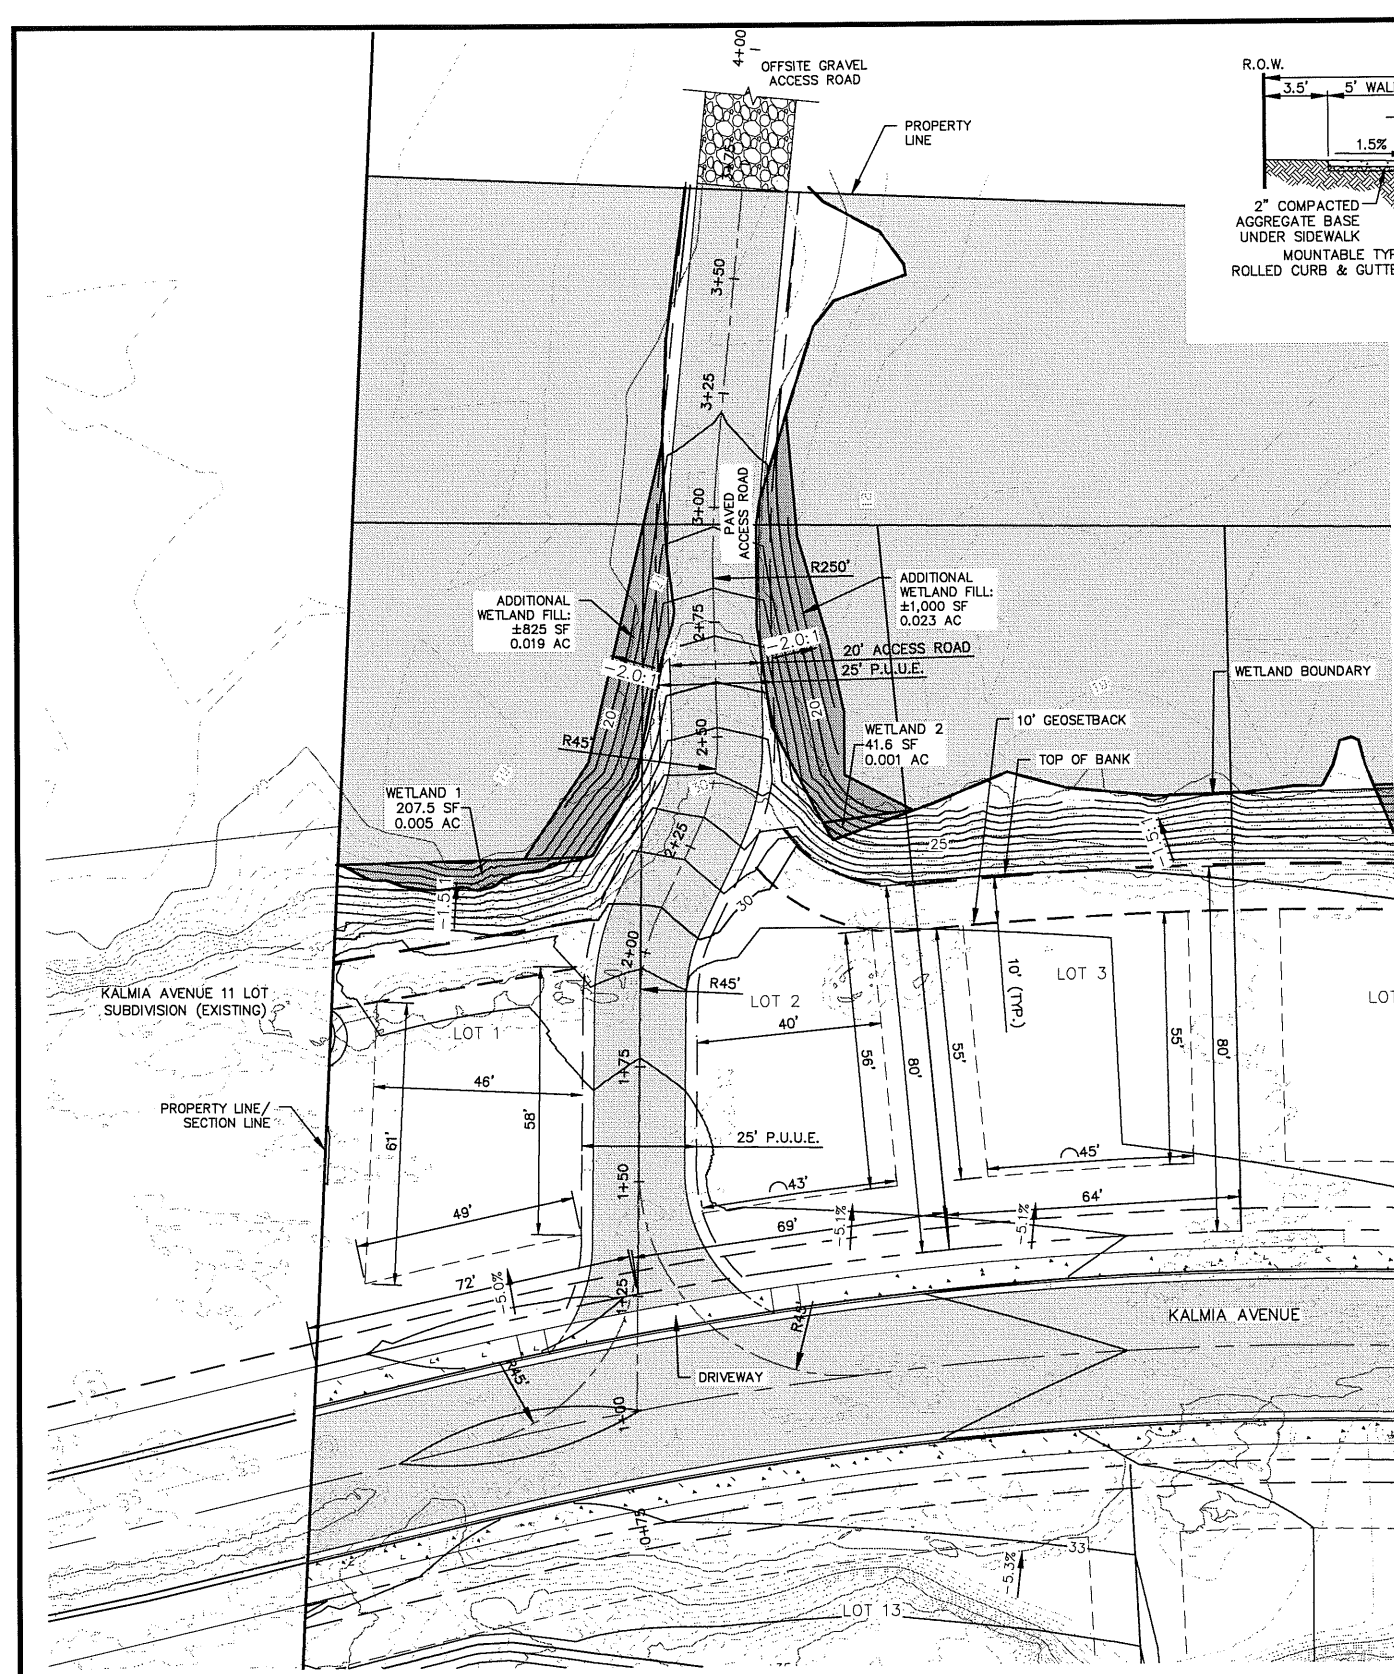 4+00
OFFSITE GRAVEL
ACCESS ROAD
R.O.W.
3.5'
1.5%
PROPERTY
LINE
3+75
2" COMPACTED
AGGREGATE BASE
UNDER SIDEWALK
MOUNTABLE
ROLLED CURB &
3+50
3+25
3+00
PAVED
ACCESS ROAD
R250'
ADDITIONAL
WETLAND FILL:
±825 SF
0.019 AC
ADDITIONAL
WETLAND FILL:
±1,000 SF
0.023 AC
2+75
-2.0:1
-2.0:1
20' ACCESS ROAD
25' P.U.U.E.
WETLAND BOUNDARY
20
20
2+50
R45'
WETLAND 2
41.6 SF
0.001 AC
10' GEOSETBACK
TOP OF BANK
WETLAND 1
207.5 SF
0.005 AC
2+25
25
-1.5:1
30
2+00
KALMIA AVENUE 11 LOT
SUBDIVISION (EXISTING)
LOT 1
R45'
LOT 2
10' (TYP.)
LOT 3
40'
1+75
46'
58'
61'
56'
80'
55'
55'
80'
PROPERTY LINE/
SECTION LINE
25' P.U.U.E.
1+50
43'
45'
49'
69'
64'
-5.1%
-5.1%
72'
-5.0%
1+25
R45'
KALMIA AVENUE
R45'
DRIVEWAY
1+00
0+75
33
-5.3%
LOT 13